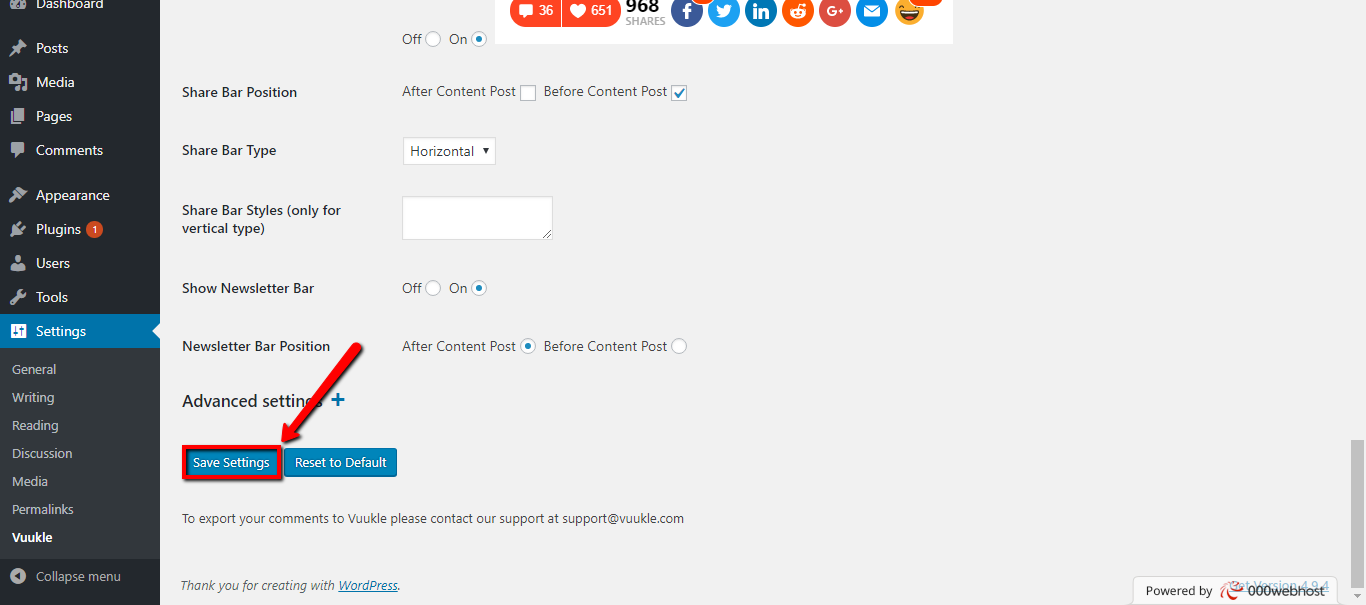 Dashboard
Posts
Media
Pages
Comments
Appearance
Plugins 1
Users
Tools
Settings
General
Writing
Reading
Discussion
Media
Permalinks
Vuukle
Collapse menu
36 651 968 SHARES
Off On
Share Bar Position After Content Post Before Content Post
Share Bar Type Horizontal
Share Bar Styles (only for
vertical type)
Show Newsletter Bar Off On
Newsletter Bar Position After Content Post Before Content Post
Advanced settings +
Save Settings Reset to Default
To export your comments to Vuukle please contact our support at support@vuukle.com
Thank you for creating with WordPress.
Get Version 4.9.4
Powered by 000webhost